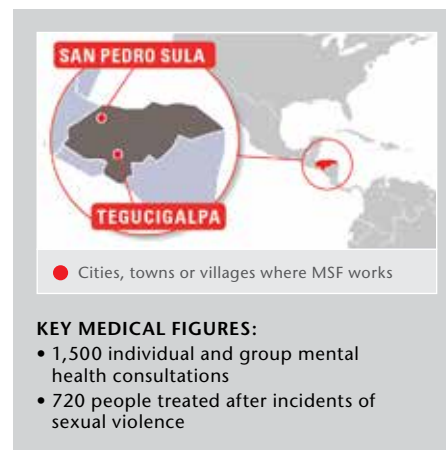 SAN PEDRO SULA
TEGUCIGALPA
Cities, towns or villages where MSF works
KEY MEDICAL FIGURES:
• 1,500 individual and group mental
health consultations
• 720 people treated after incidents of
sexual violence